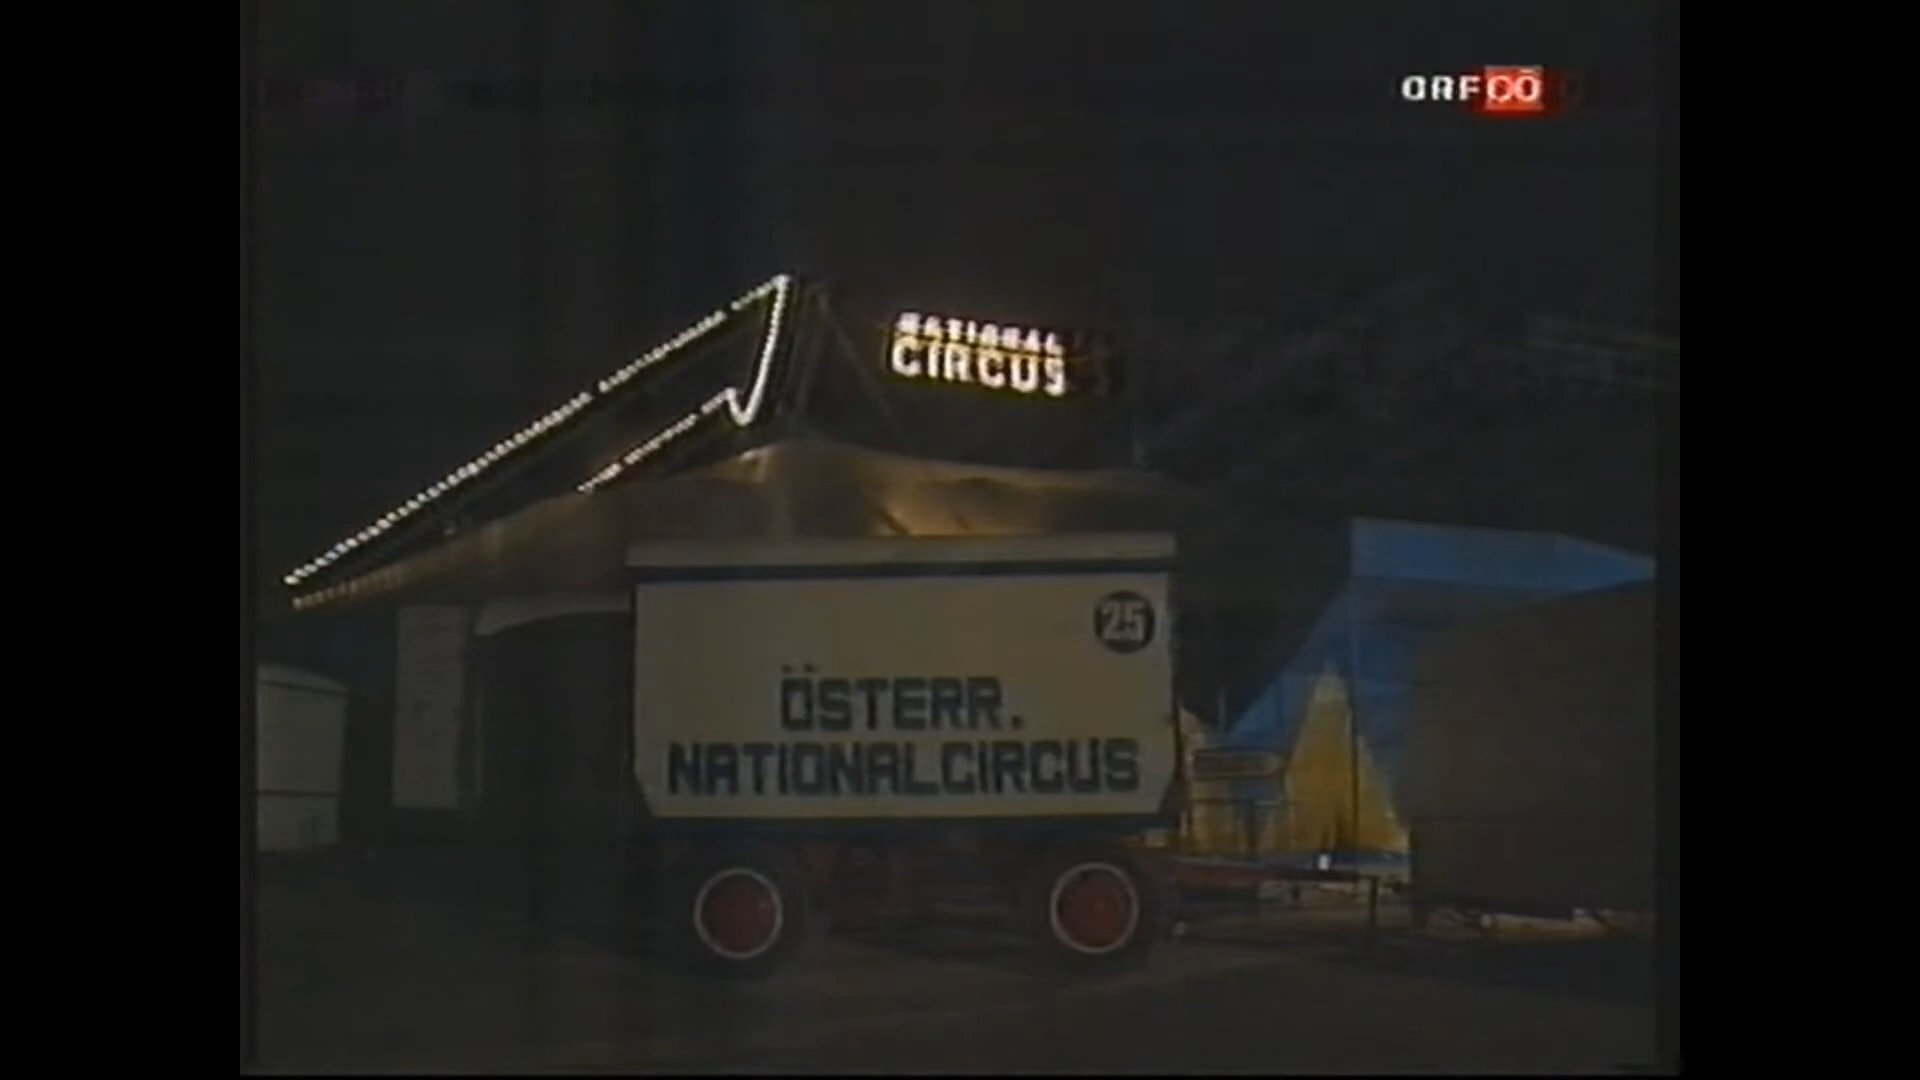 ORF OÖ
NATIONAL
CIRCUS
25
ÖSTERR.
NATIONALCIRCUS